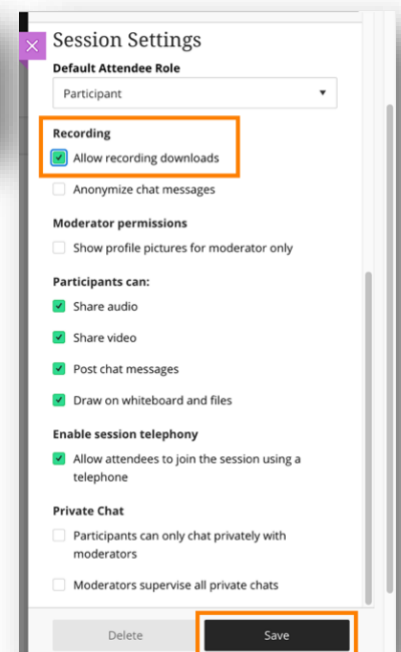 Session Settings
Default Attendee Role
Participant
Recording
Allow recording downloads
Anonymize chat messages
Moderator permissions
Show profile pictures for moderator only
Participants can:
Share audio
Share video
Post chat messages
Draw on whiteboard and files
Enable session telephony
Allow attendees to join the session using a
telephone
Private Chat
Participants can only chat privately with
moderators
Moderators supervise all private chats
Delete
Save